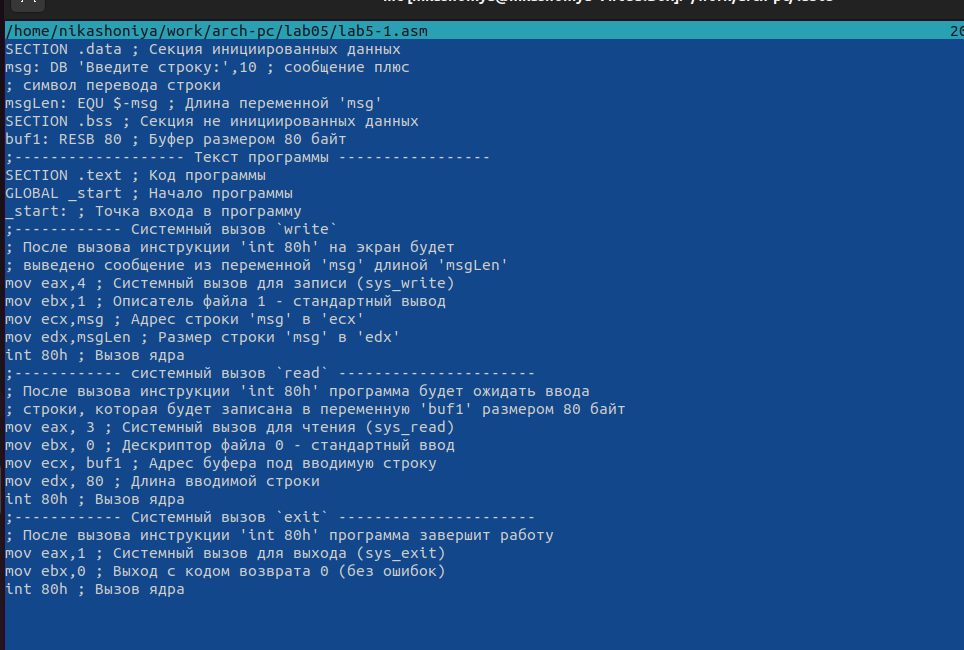 /home/nikashoniya/work/arch-pc/lab05/lab5-1.asm
SECTION .data ; Секция инициированных данных
msg: DB 'Введите строку:',10 ; сообщение плюс
; символ перевода строки
msgLen: EQU $-msg ; Длина переменной 'msg'
SECTION .bss ; Секция не инициированных данных
buf1: RESB 80 ; Буфер размером 80 байт
;------------------- Текст программы -----------------
SECTION .text ; Код программы
GLOBAL _start ; Начало программы
_start: ; Точка входа в программу
;------------ Системный вызов `write`
; После вызова инструкции 'int 80h' на экран будет
; выведено сообщение из переменной 'msg' длиной 'msgLen'
mov eax,4 ; Системный вызов для записи (sys_write)
mov ebx,1 ; Описатель файла 1 - стандартный вывод
mov ecx,msg ; Адрес строки 'msg' в 'ecx'
mov edx,msgLen ; Размер строки 'msg' в 'edx'
int 80h ; Вызов ядра
;------------ системный вызов `read` ----------------------
; После вызова инструкции 'int 80h' программа будет ожидать ввода
; строки, которая будет записана в переменную 'buf1' размером 80 байт
mov eax, 3 ; Системный вызов для чтения (sys_read)
mov ebx, 0 ; Дескриптор файла 0 - стандартный ввод
mov ecx, buf1 ; Адрес буфера под вводимую строку
mov edx, 80 ; Длина вводимой строки
int 80h ; Вызов ядра
;------------ Системный вызов `exit` ----------------------
; После вызова инструкции 'int 80h' программа завершит работу
mov eax,1 ; Системный вызов для выхода (sys_exit)
mov ebx,0 ; Выход с кодом возврата 0 (без ошибок)
int 80h ; Вызов ядра